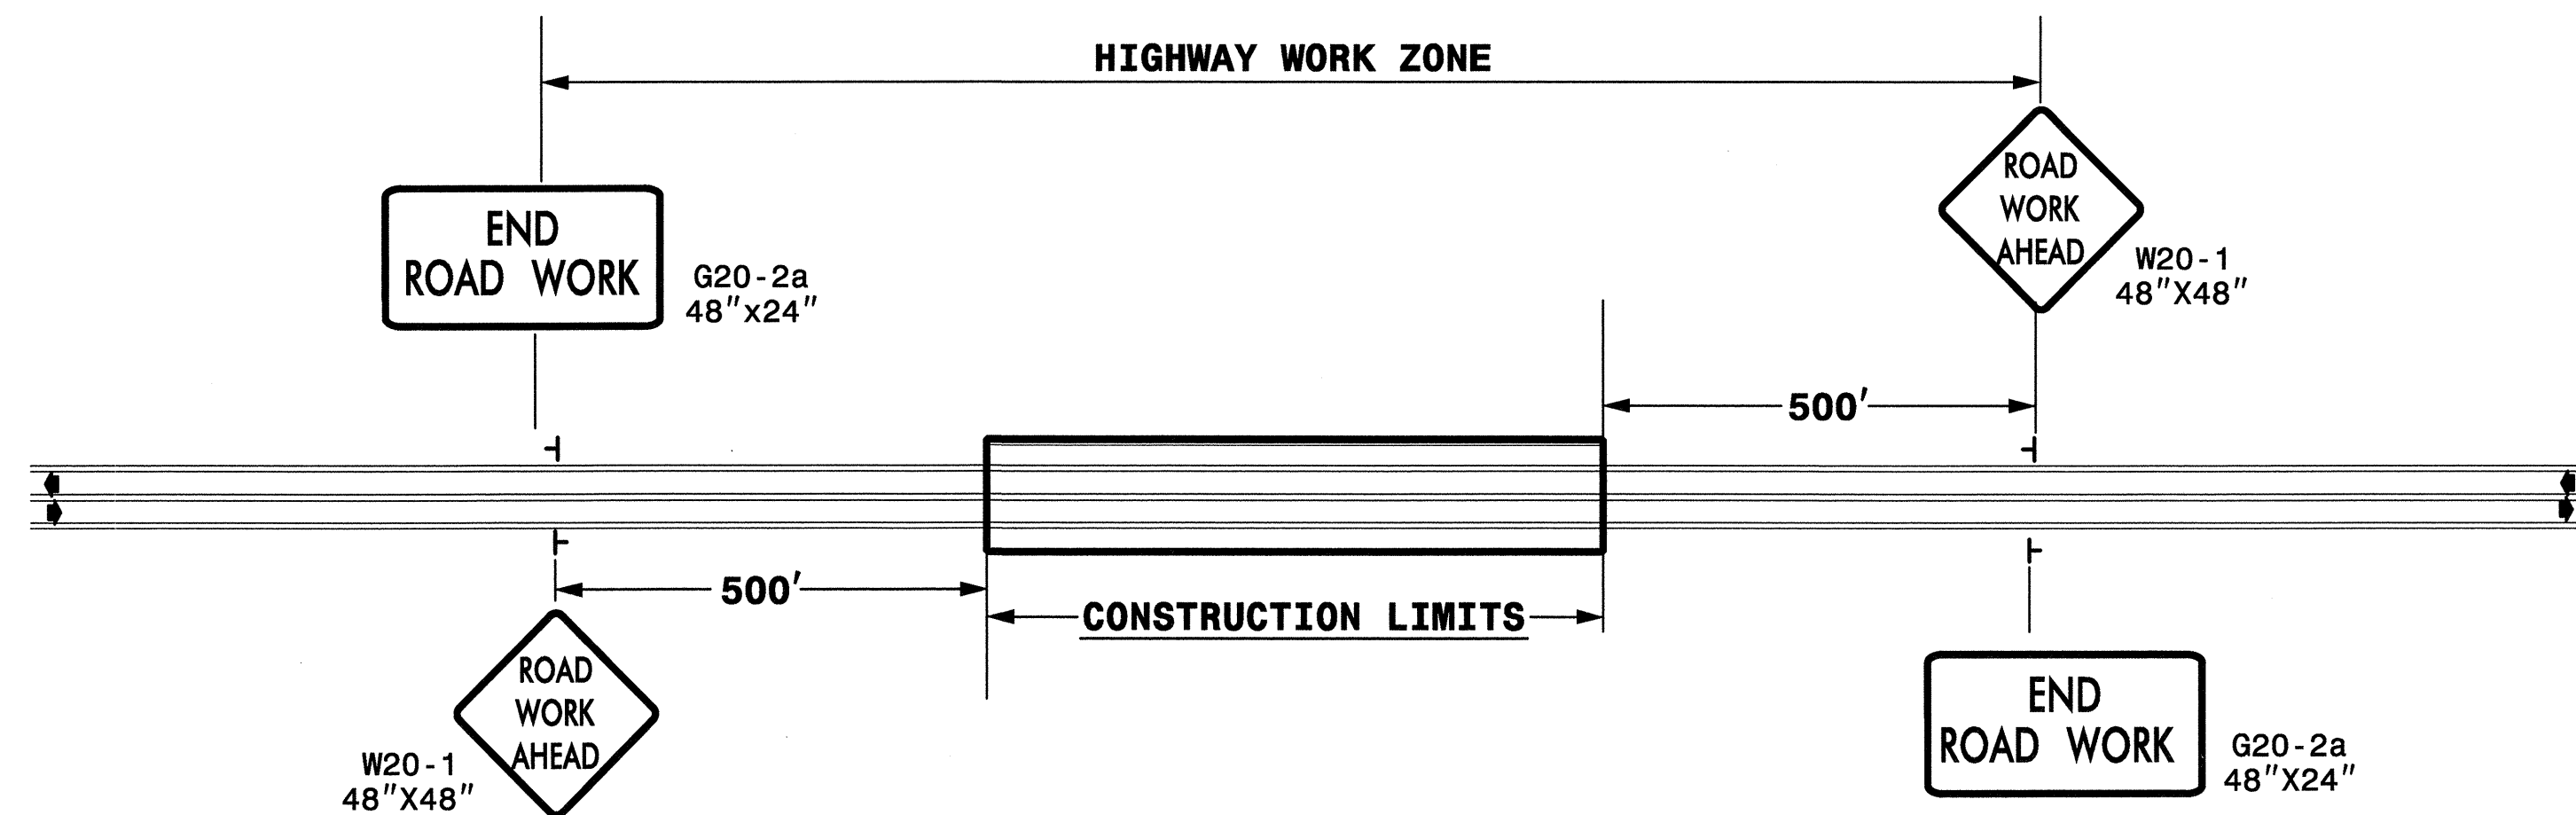 HIGHWAY WORK ZONE
END
ROAD WORK
G20-2a
48"x24"
ROAD
WORK
AHEAD
W20-1
48"X48"
500'
500'
CONSTRUCTION LIMITS
ROAD
WORK
AHEAD
W20-1
48"X48"
END
ROAD WORK
G20-2a
48"X24"